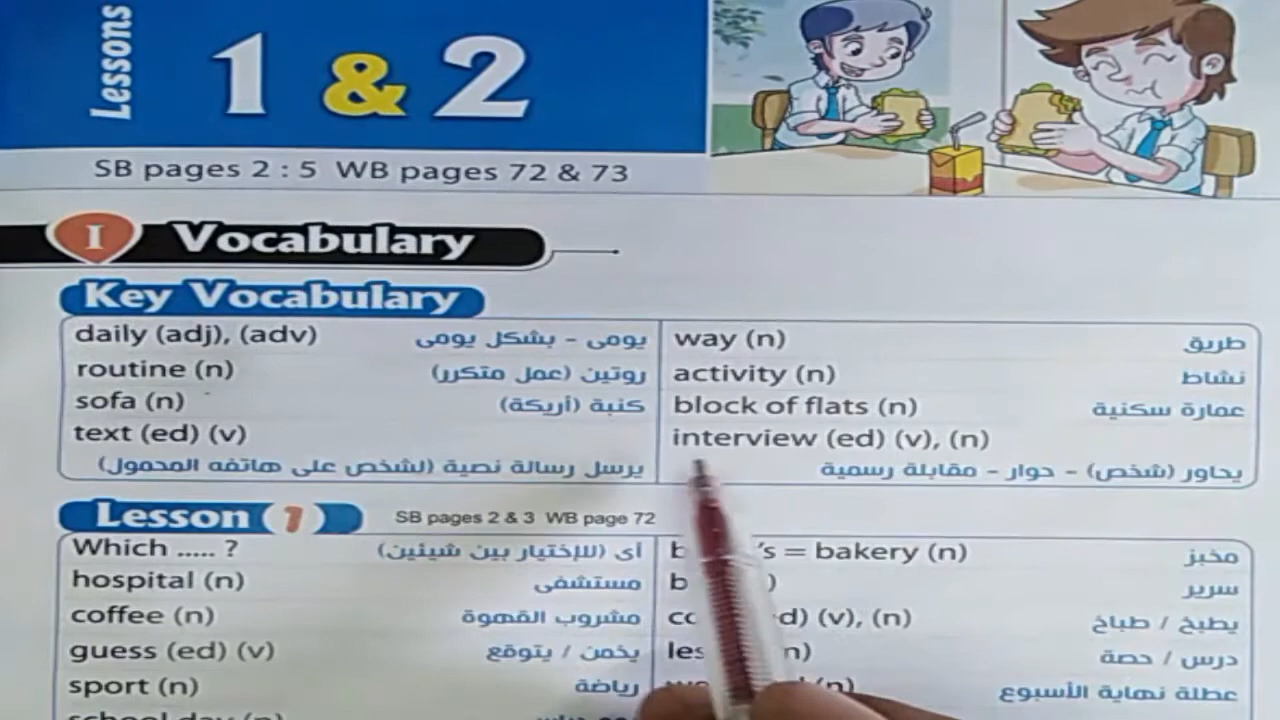 Lessons
1 & 2
SB pages 2 : 5 WB pages 72 & 73
I Vocabulary
Key Vocabulary
daily (adj), (adv) يومى - بشكل يومى
routine (n) روتين (عمل متكرر)
sofa (n) كنبة (أريكة)
text (ed) (v)
يرسل رسالة نصية (لشخص على هاتفه المحمول)
way (n) طريق
activity (n) نشاط
block of flats (n) عمارة سكنية
interview (ed) (v), (n)
يحاور (شخص) - حوار - مقابلة رسمية
Lesson (1) SB pages 2 & 3 WB page 72
Which ..... ? أى (للإختيار بين شيئين)
hospital (n) مستشفى
coffee (n) مشروب القهوة
guess (ed) (v) يخمن / يتوقع
sport (n) رياضة
school day (n)
's = bakery (n) مخبز
سرير
(v), (n) يطبخ / طباخ
درس / حصة
عطلة نهاية الأسبوع